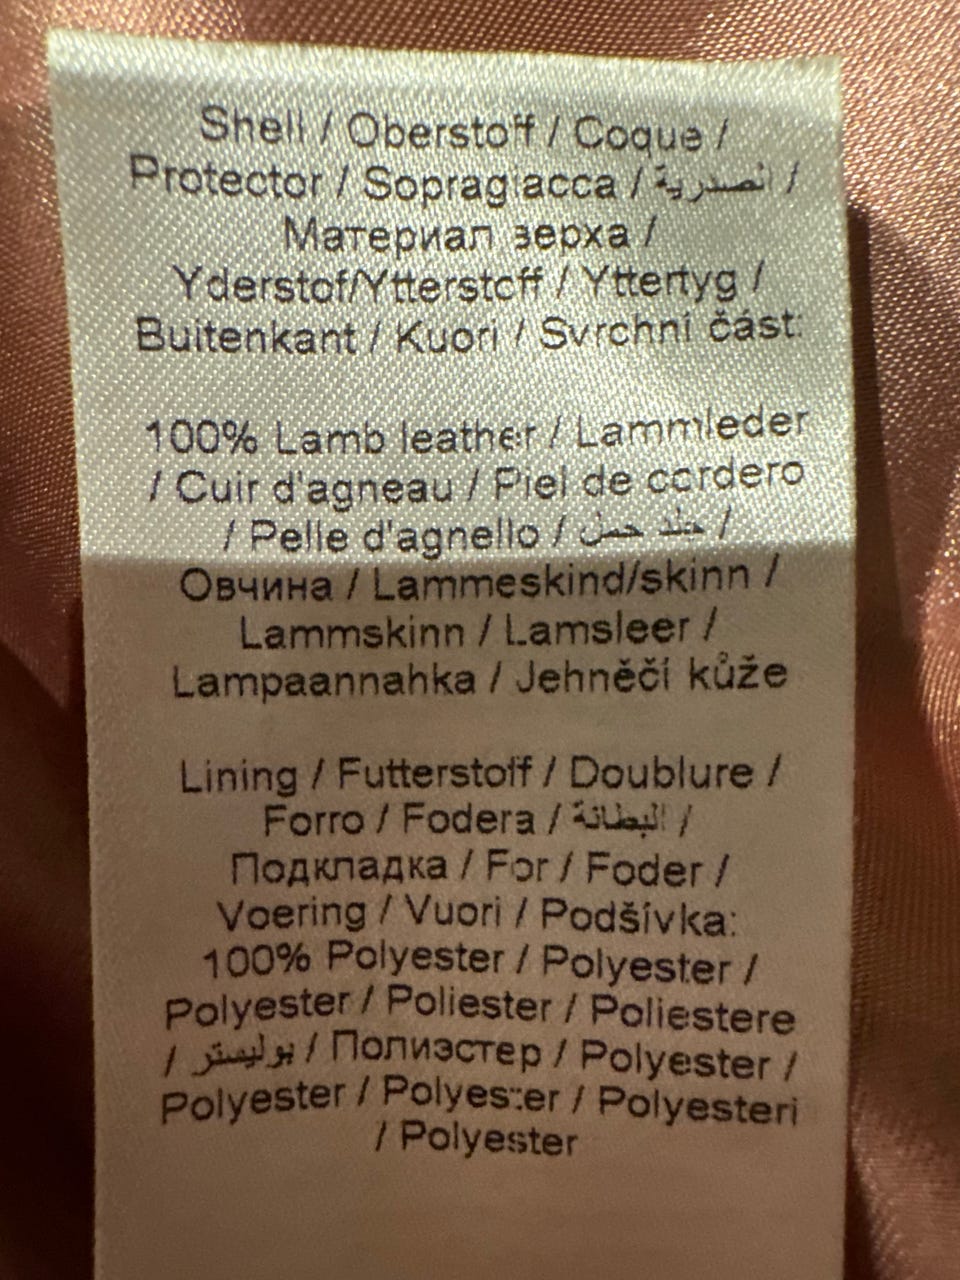 Shell / Oberstoff / Coque /
Protector / Sopragiacca / الصدرية /
Материал верха /
Yderstof/Ytterstoff / Yttertyg /
Buitenkant / Kuori / Svrchní část:
100% Lamb leather / Lammleder
/ Cuir d'agneau / Piel de cordero
/ Pelle d'agnello / جلد حمل /
Овчина / Lammeskind/skinn /
Lammskinn / Lamsleer /
Lampaannahka / Jehněčí kůže
Lining / Futterstoff / Doublure /
Forro / Fodera / البطانة /
Подкладка / For / Foder /
Voering / Vuori / Podšívka:
100% Polyester / Polyester /
Polyester / Poliester / Poliestere
/ بوليستر / Полиэстер / Polyester /
Polyester / Polyester / Polyesteri
/ Polyester